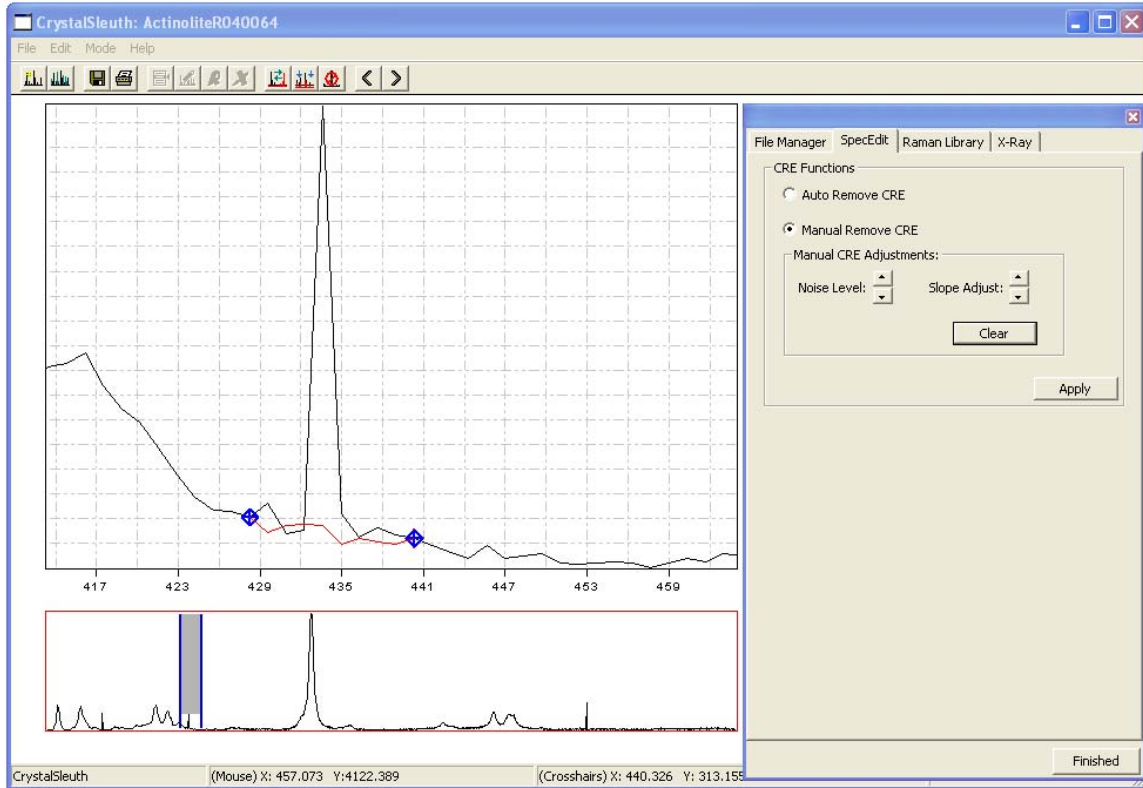 CrystalSleuth: ActinoliteR040064
File Edit Mode Help
File Manager SpecEdit Raman Library X-Ray
CRE Functions
Auto Remove CRE
Manual Remove CRE
Manual CRE Adjustments:
Noise Level: Slope Adjust:
Clear
Apply
417 423 429 435 441 447 453 459
Finished
CrystalSleuth (Mouse) X: 457.073 Y:4122.389 (Crosshairs) X: 440.326 Y: 313.155